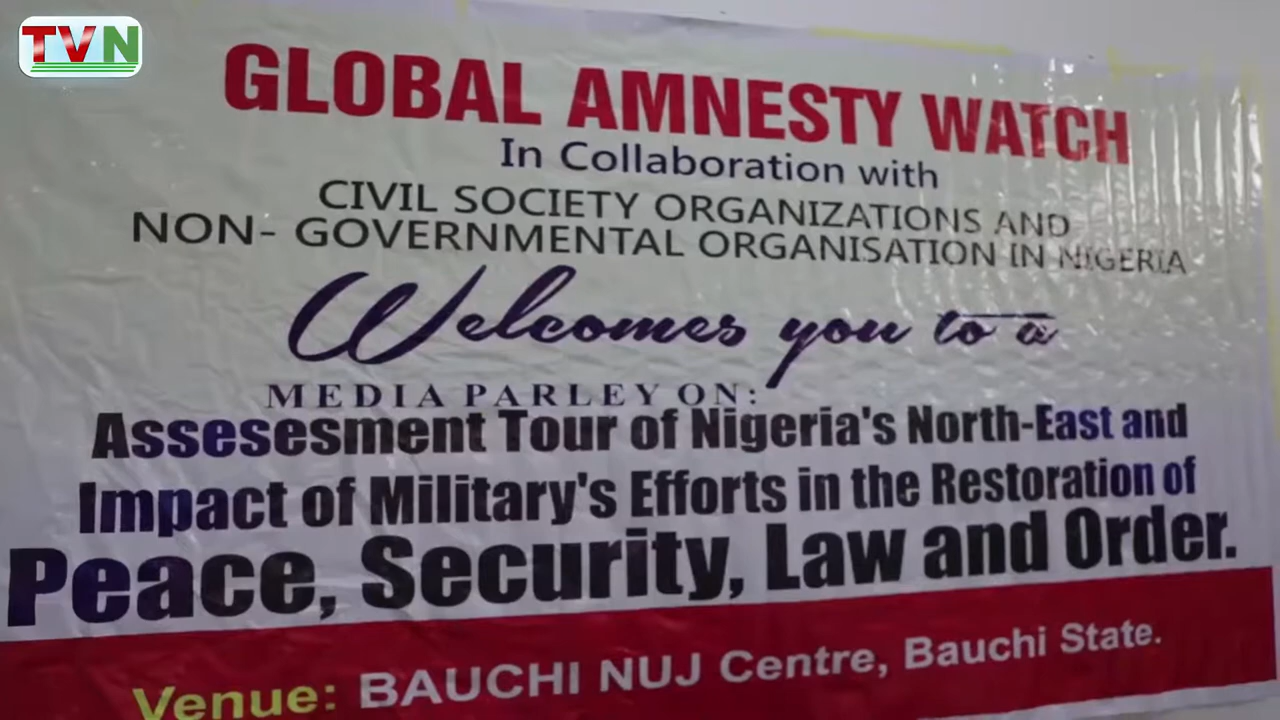 TVN
GLOBAL AMNESTY WATCH
In Collaboration with
CIVIL SOCIETY ORGANIZATIONS AND
NON- GOVERNMENTAL ORGANISATION IN NIGERIA
Welcomes you to a
MEDIA PARLEY ON:
Assesesment Tour of Nigeria's North-East and
Impact of Military's Efforts in the Restoration of
Peace, Security, Law and Order.
Venue: BAUCHI NUJ Centre, Bauchi State.